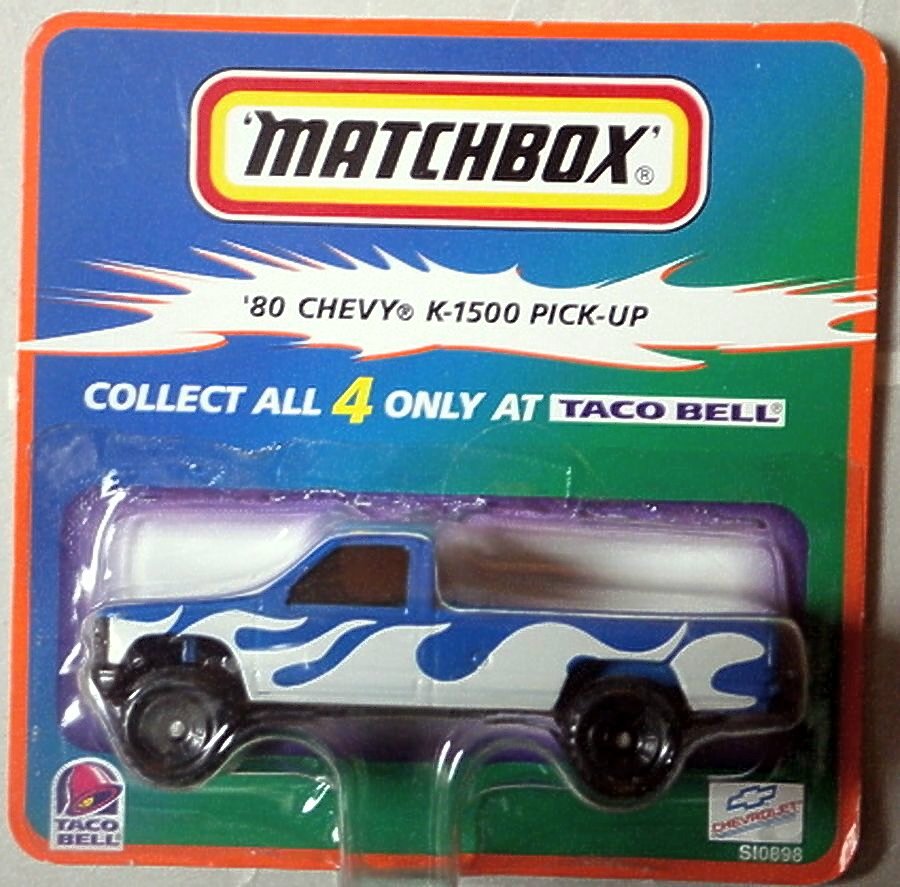 'MATCHBOX'®
'80 CHEVY® K-1500 PICK-UP
COLLECT ALL 4 ONLY AT TACO BELL®
TACO
BELL®
CHEVROLET
SI0898